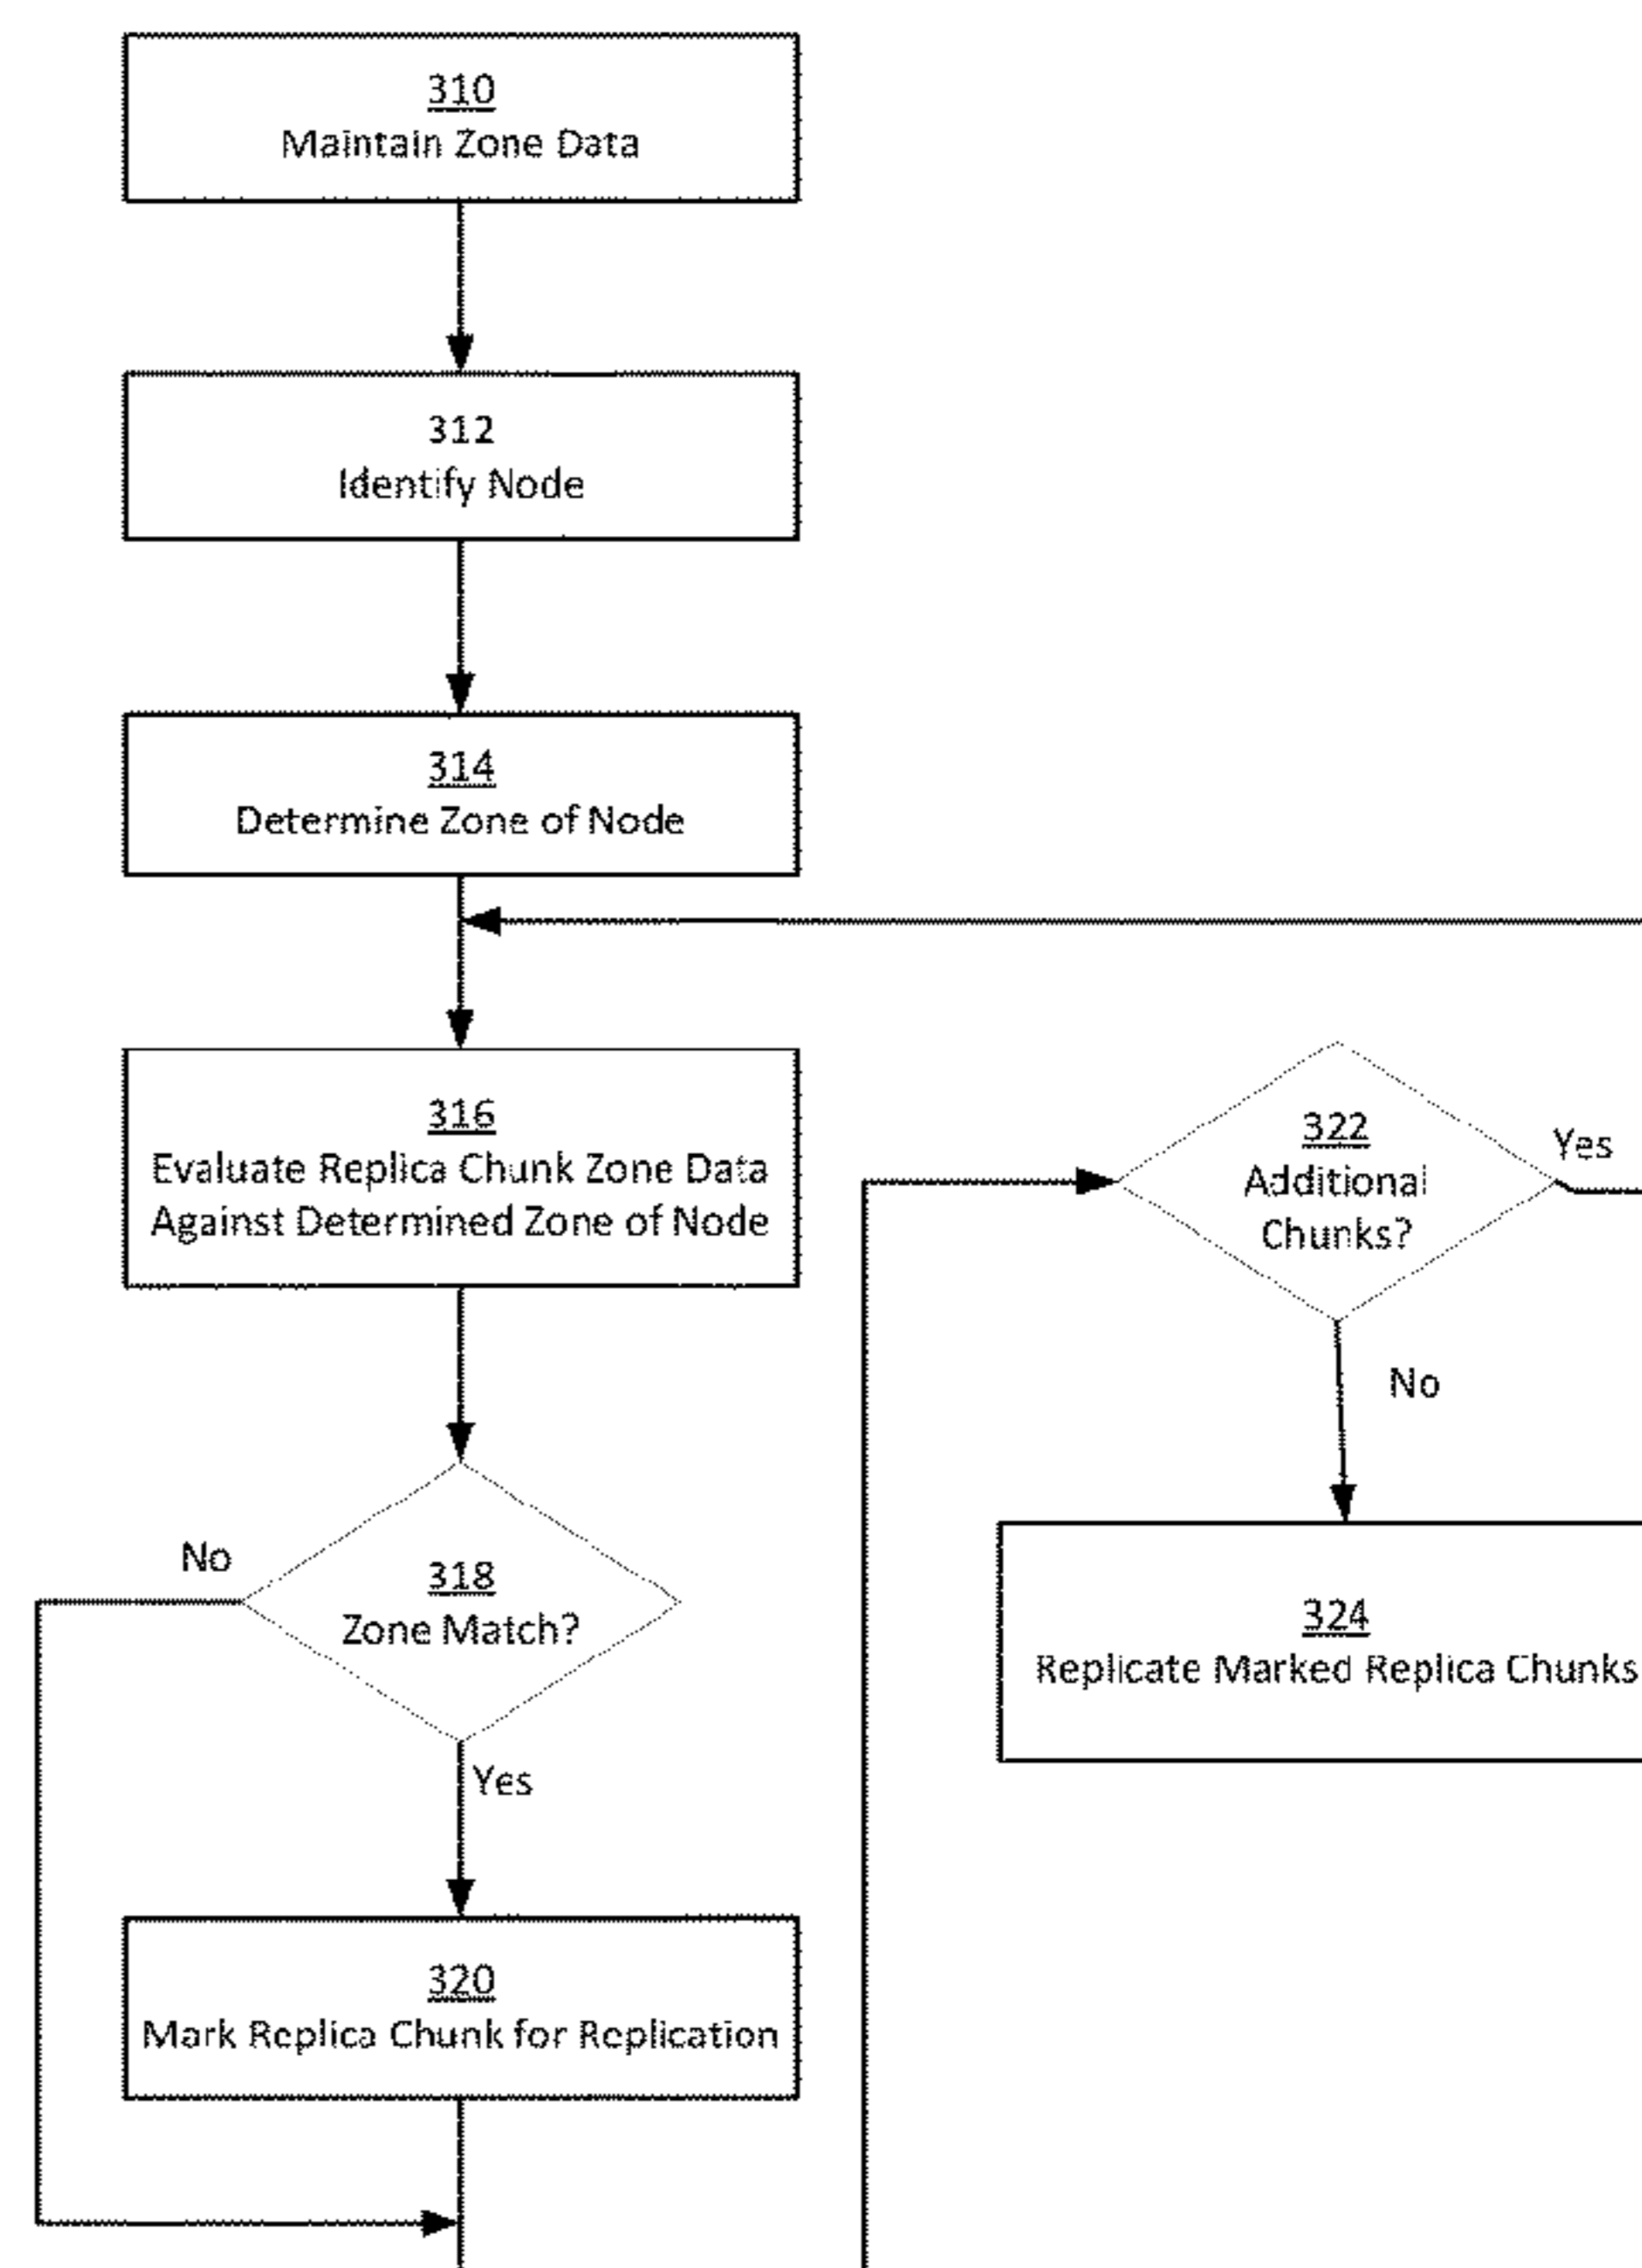 310
Maintain Zone Data
312
Identify Node
314
Determine Zone of Node
316
Evaluate Replica Chunk Zone Data
Against Determined Zone of Node
No
318
Zone Match?
Yes
320
Mark Replica Chunk for Replication
322
Additional
Chunks?
Yes
No
324
Replicate Marked Replica Chunks